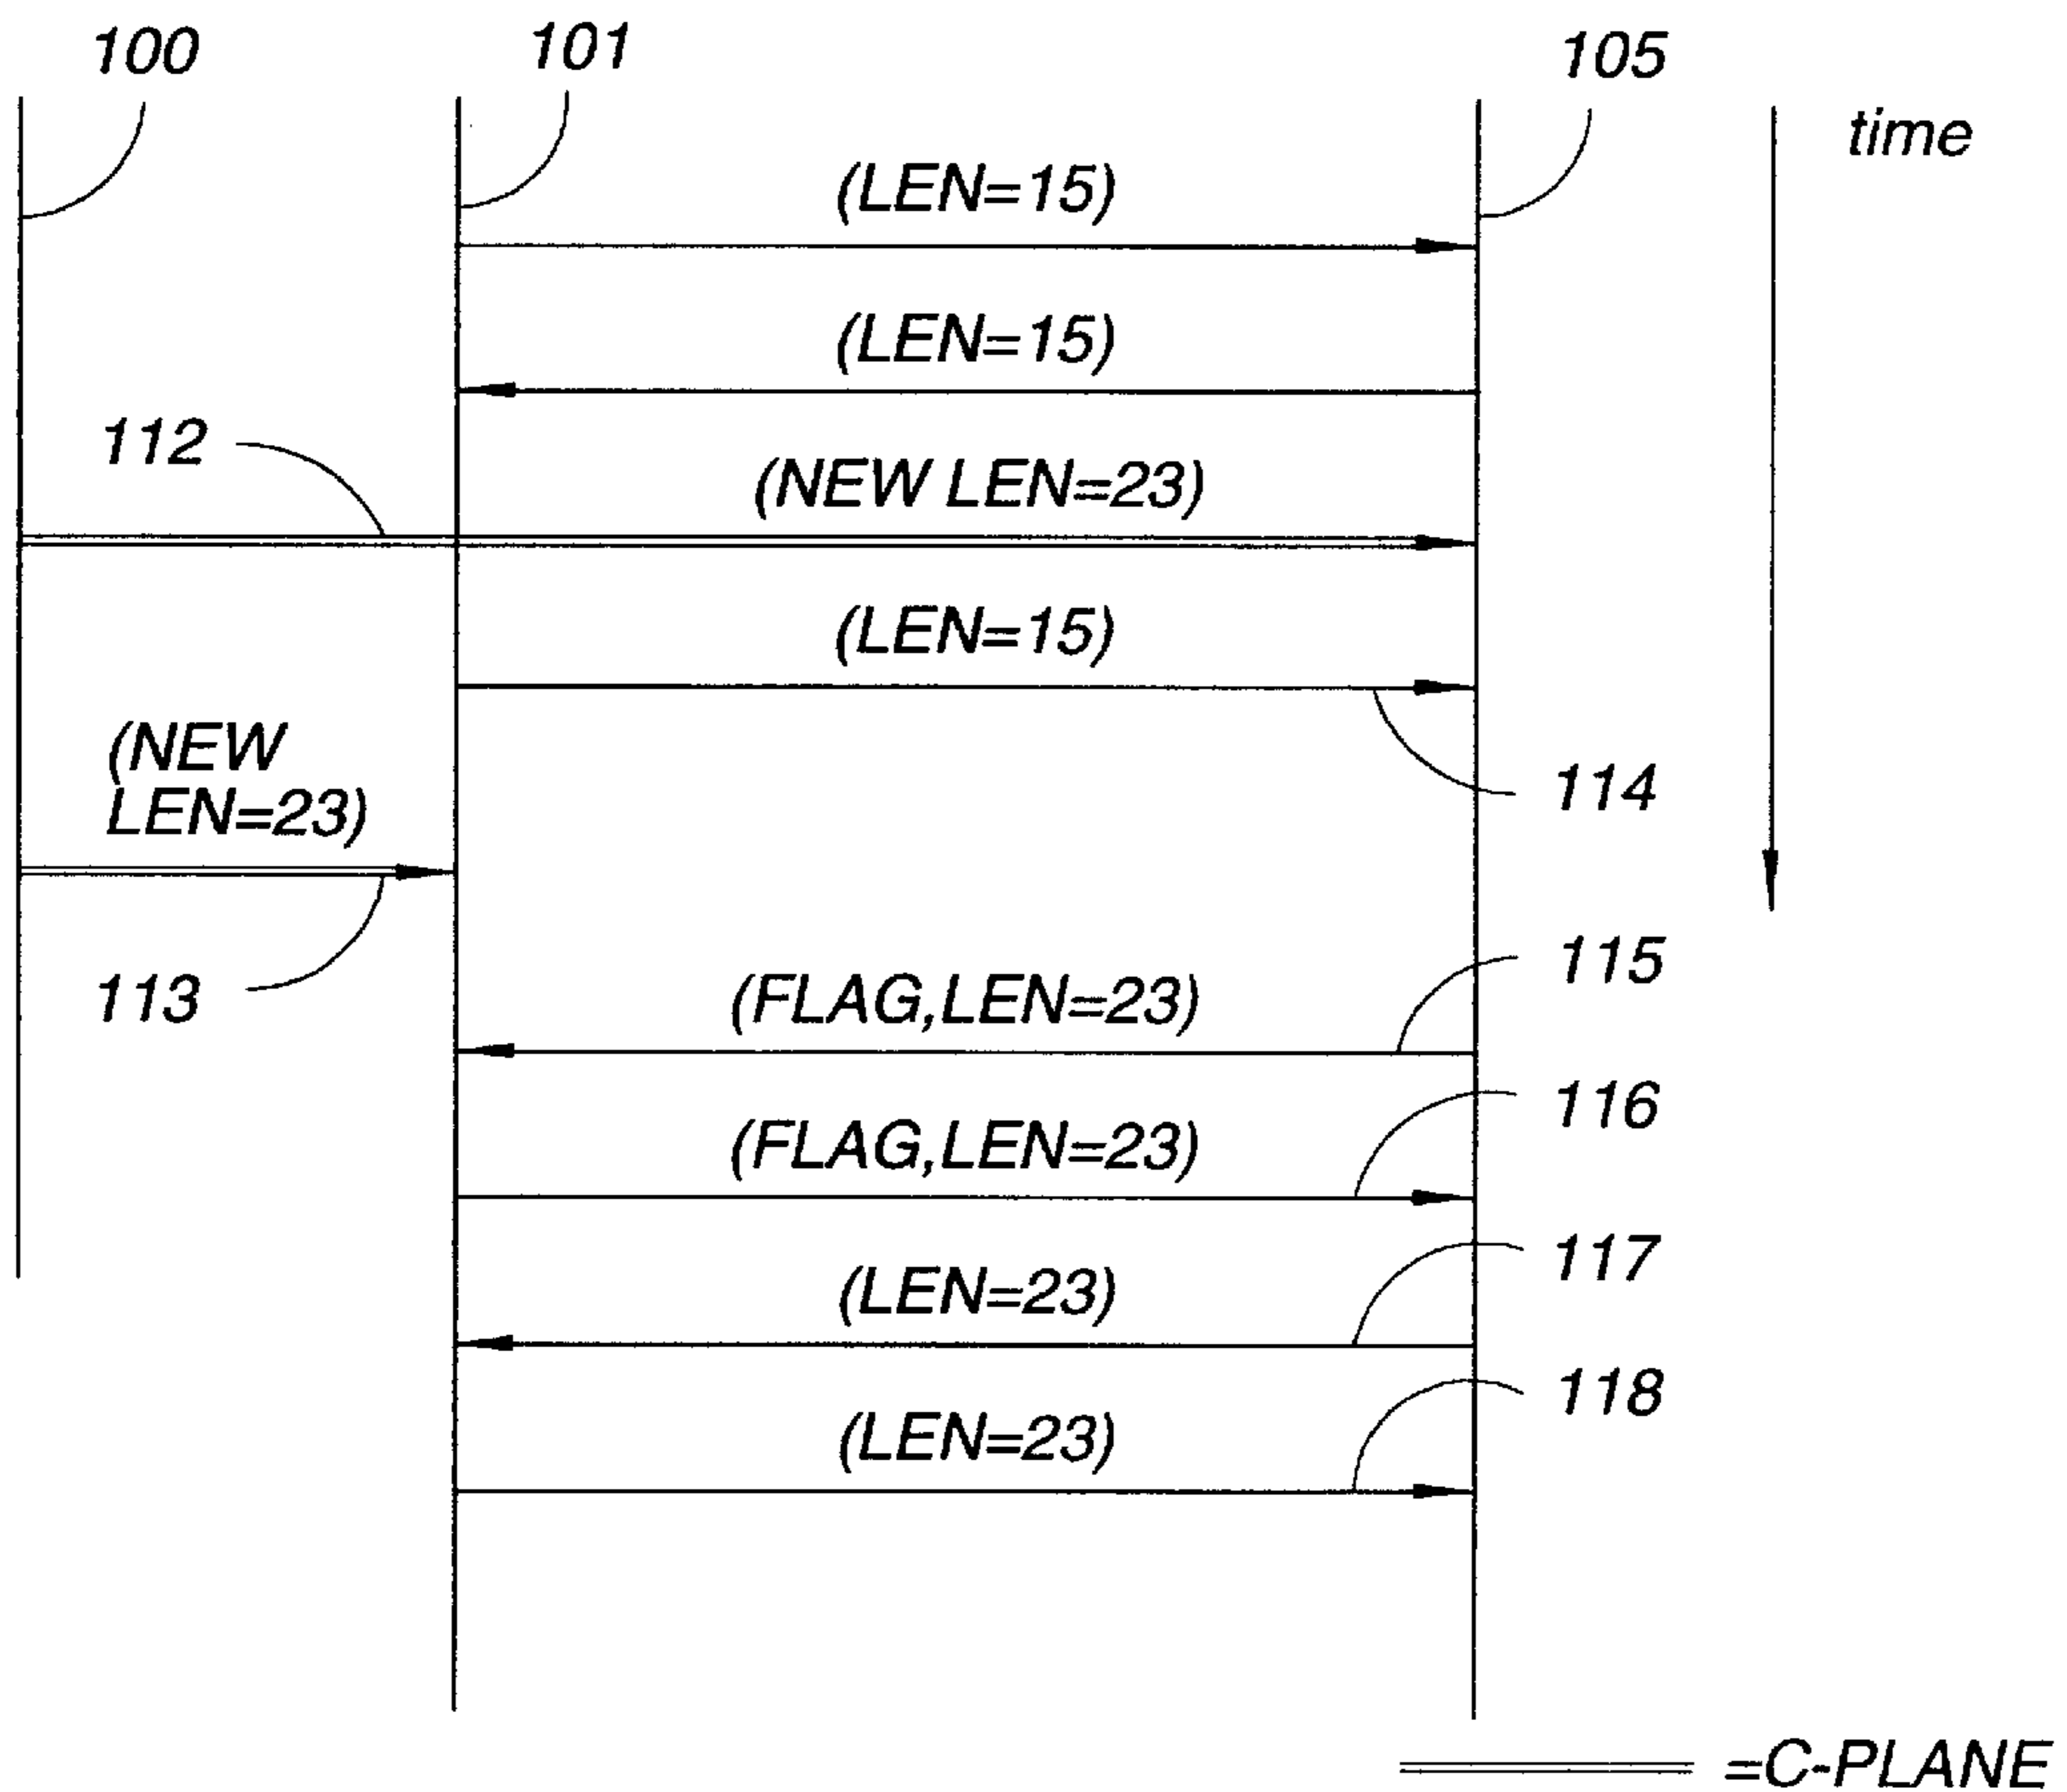 100
101
105
time
(LEN=15)
(LEN=15)
112
(NEW LEN=23)
(LEN=15)
(NEW
LEN=23)
114
113
115
(FLAG,LEN=23)
116
(FLAG,LEN=23)
117
(LEN=23)
118
(LEN=23)
=C-PLANE